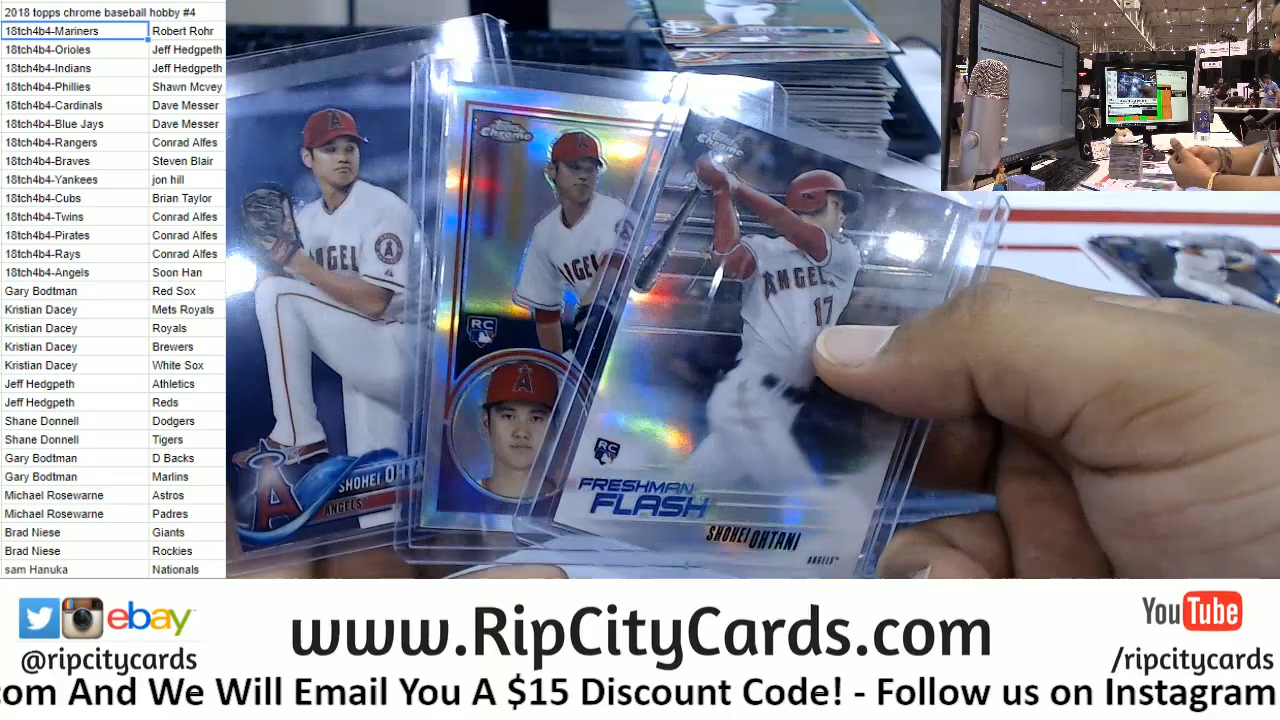 2018 topps chrome baseball hobby #4
18tch4b4-Mariners Robert Rohr
18tch4b4-Orioles Jeff Hedgpeth
18tch4b4-Indians Jeff Hedgpeth
18tch4b4-Phillies Shawn Mcvey
18tch4b4-Cardinals Dave Messer
18tch4b4-Blue Jays Dave Messer
18tch4b4-Rangers Conrad Alfes
18tch4b4-Braves Steven Blair
18tch4b4-Yankees jon hill
18tch4b4-Cubs Brian Taylor
18tch4b4-Twins Conrad Alfes
18tch4b4-Pirates Conrad Alfes
18tch4b4-Rays Conrad Alfes
18tch4b4-Angels Soon Han
Gary Bodtman Red Sox
Kristian Dacey Mets Royals
Kristian Dacey Royals
Kristian Dacey Brewers
Kristian Dacey White Sox
Jeff Hedgpeth Athletics
Jeff Hedgpeth Reds
Shane Donnell Dodgers
Shane Donnell Tigers
Gary Bodtman D Backs
Gary Bodtman Marlins
Michael Rosewarne Astros
Michael Rosewarne Padres
Brad Niese Giants
Brad Niese Rockies
sam Hanuka Nationals
ANGEL
A
SHOHEI OHTA
ANGELS
Topps Chrome
ANGEL
RC
A
Topps Chrome
ANGELS
17
RC
FRESHMAN
FLASH
SHOHEI OHTANI
ANGELS™
ebay
@ripcitycards
www.RipCityCards.com
YouTube
/ripcitycards
com And We Will Email You A $15 Discount Code! - Follow us on Instagram